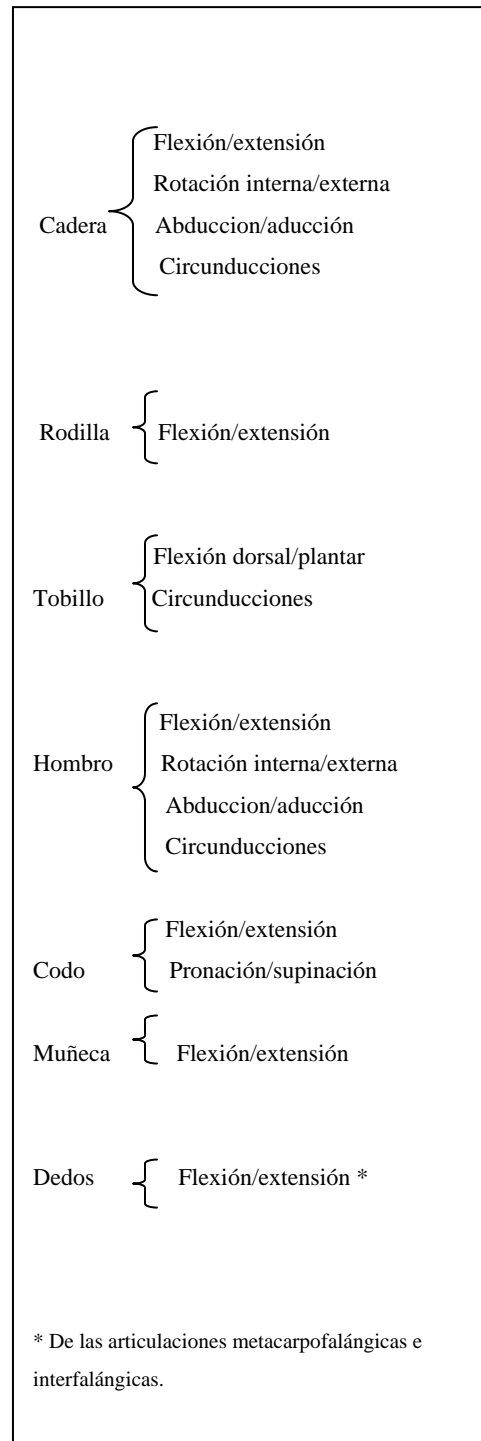 Flexión/extensión
Rotación interna/externa
Cadera Abduccion/aducción
Circunducciones
Rodilla Flexión/extensión
Flexión dorsal/plantar
Tobillo Circunducciones
Flexión/extensión
Hombro Rotación interna/externa
Abduccion/aducción
Circunducciones
Flexión/extensión
Codo Pronación/supinación
Muñeca Flexión/extensión
Dedos Flexión/extensión *
* De las articulaciones metacarpofalángicas e
interfalángicas.